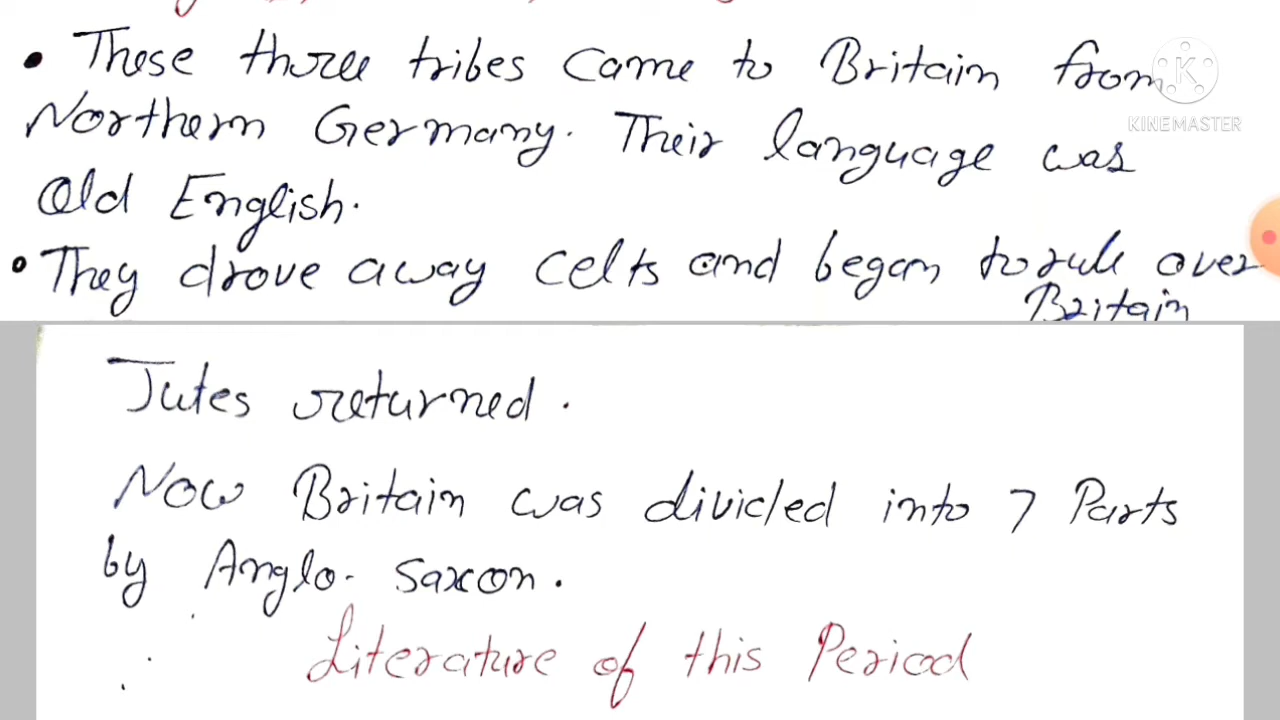 • These three tribes came to Britain from
Northern Germany. Their language was
Old English.
• They drove away Celts and began to rule over
Britain
Jutes returned.
Now Britain was divided into 7 Parts
by Anglo-Saxon.
Literature of this Period
K
KINEMASTER